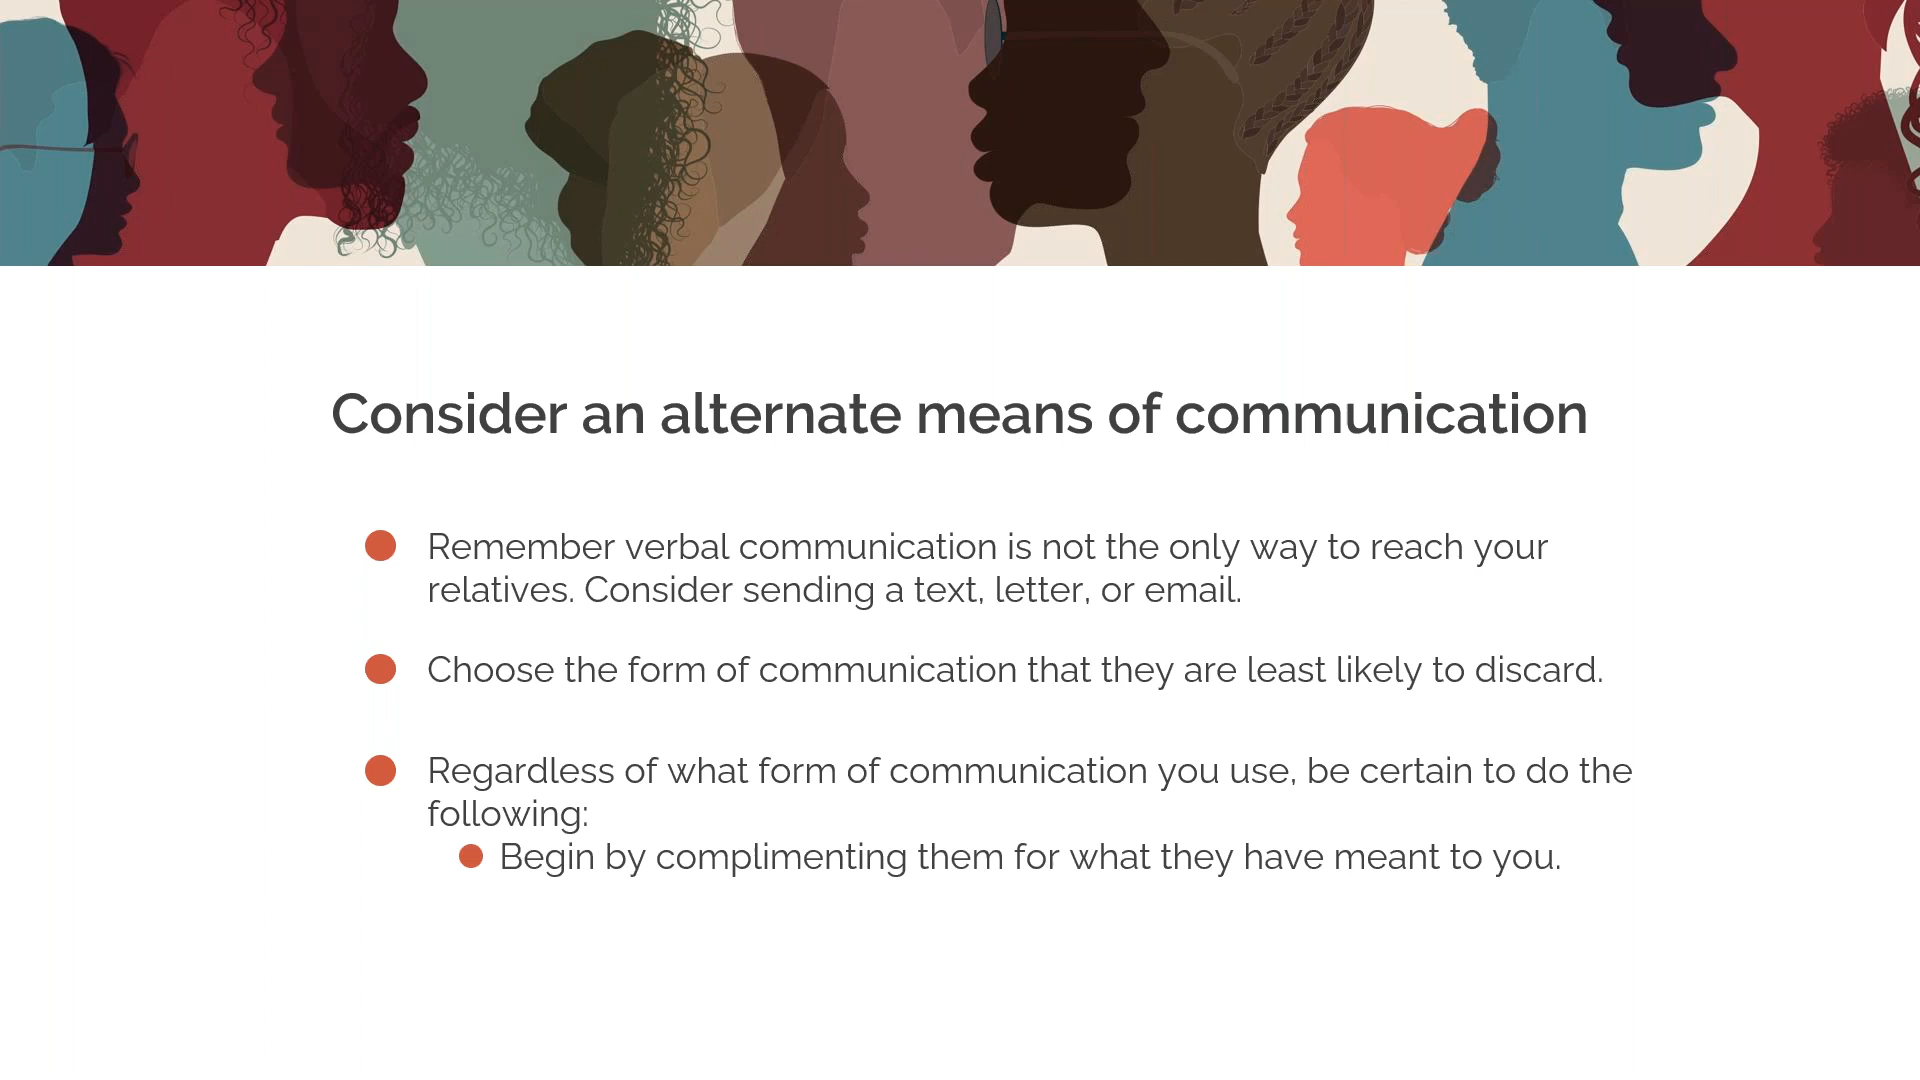 Consider an alternate means of communication
Remember verbal communication is not the only way to reach your
relatives. Consider sending a text, letter, or email.
Choose the form of communication that they are least likely to discard.
Regardless of what form of communication you use, be certain to do the
following:
Begin by complimenting them for what they have meant to you.